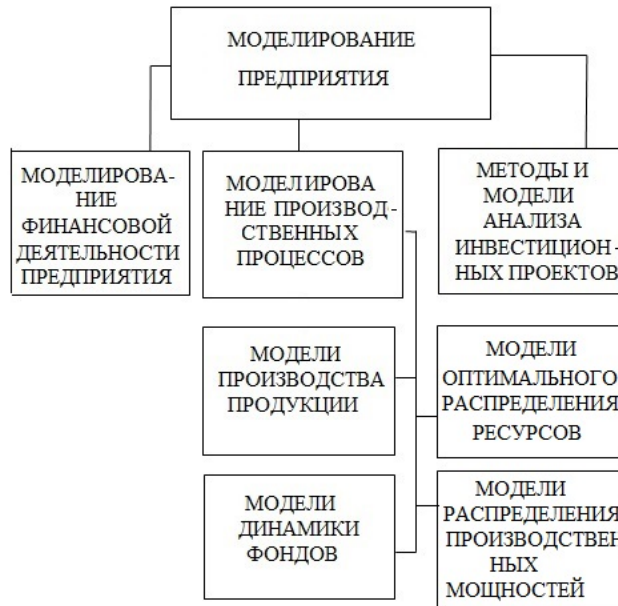 МОДЕЛИРОВАНИЕ
ПРЕДПРИЯТИЯ
МОДЕЛИРОВА-
НИЕ
ФИНАНСОВОЙ
ДЕЯТЕЛЬНОСТИ
ПРЕДПРИЯТИЯ
МОДЕЛИРОВА
НИЕ ПРОИЗВОД-
СТВЕННЫХ
ПРОЦЕССОВ
МЕТОДЫ И
МОДЕЛИ
АНАЛИЗА
ИНВЕСТИЦИОН-
НЫХ ПРОЕКТОВ
МОДЕЛИ
ПРОИЗВОДСТВА
ПРОДУКЦИИ
МОДЕЛИ
ОПТИМАЛЬНОГО
РАСПРЕДЕЛЕНИЯ
РЕСУРСОВ
МОДЕЛИ
ДИНАМИКИ
ФОНДОВ
МОДЕЛИ
РАСПРЕДЕЛЕНИЯ
ПРОИЗВОДСТВЕН
НЫХ
МОЩНОСТЕЙ